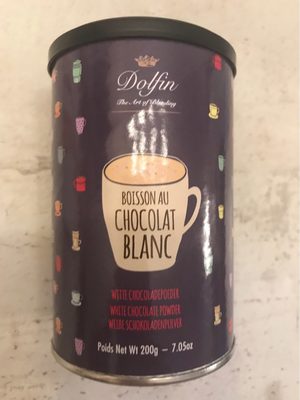 Dolfin
The Art of Blending
BOISSON AU
CHOCOLAT
BLANC
WITTE CHOCOLADEPOEDER
WHITE CHOCOLATE POWDER
WEIßE SCHOKOLADENPULVER
Poids Net Wt 200g – 7.05oz